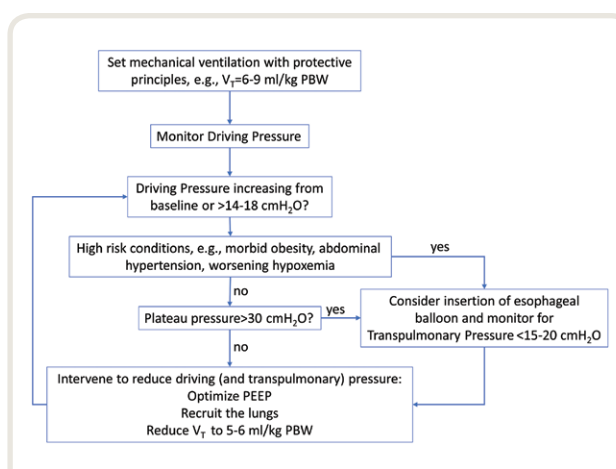 Set mechanical ventilation with protective
principles, e.g., V_T=6-9 ml/kg PBW
Monitor Driving Pressure
Driving Pressure increasing from
baseline or >14-18 cmH₂O?
High risk conditions, e.g., morbid obesity, abdominal
hypertension, worsening hypoxemia
yes
no
Plateau pressure>30 cmH₂O?
yes
Consider insertion of esophageal
balloon and monitor for
Transpulmonary Pressure <15-20 cmH₂O
no
Intervene to reduce driving (and transpulmonary) pressure:
Optimize PEEP
Recruit the lungs
Reduce V_T to 5-6 ml/kg PBW